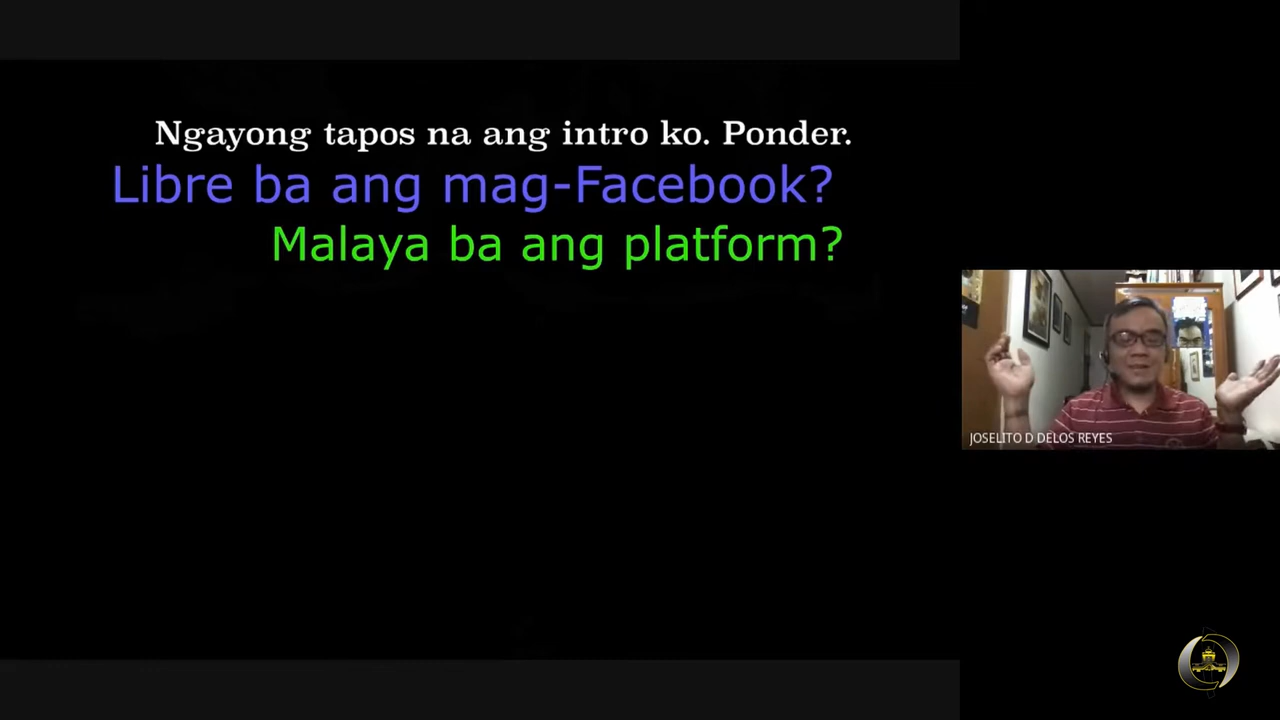 Ngayong tapos na ang intro ko. Ponder.
Libre ba ang mag-Facebook?
Malaya ba ang platform?
JOSELITO D DELOS REYES